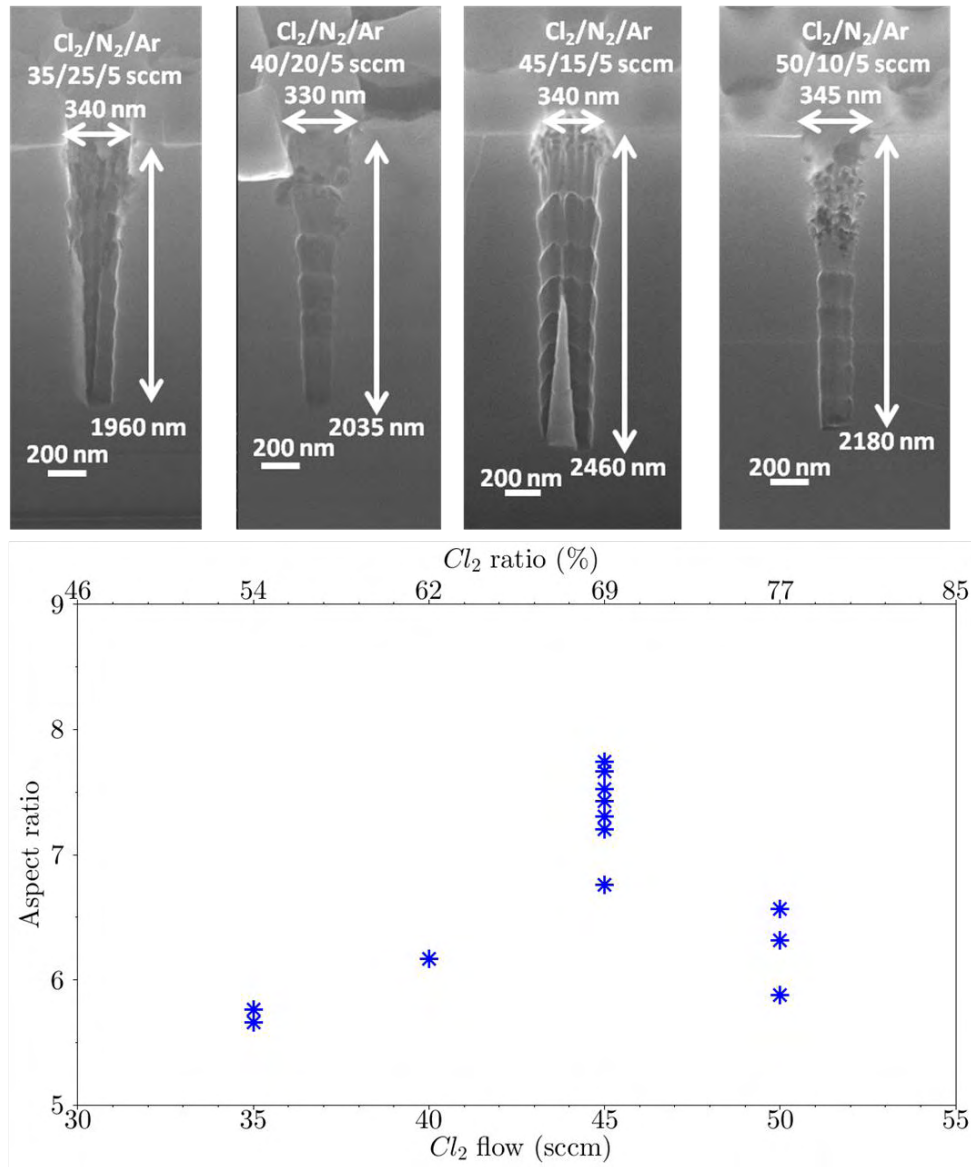 Cl₂/N₂/Ar
35/25/5 sccm
340 nm
1960 nm
200 nm
Cl₂/N₂/Ar
40/20/5 sccm
330 nm
2035 nm
200 nm
Cl₂/N₂/Ar
45/15/5 sccm
340 nm
2460 nm
200 nm
Cl₂/N₂/Ar
50/10/5 sccm
345 nm
2180 nm
200 nm
Cl₂ ratio (%)
46 54 62 69 77 85
9
8
7
6
5
Aspect ratio
30 35 40 45 50 55
Cl₂ flow (sccm)